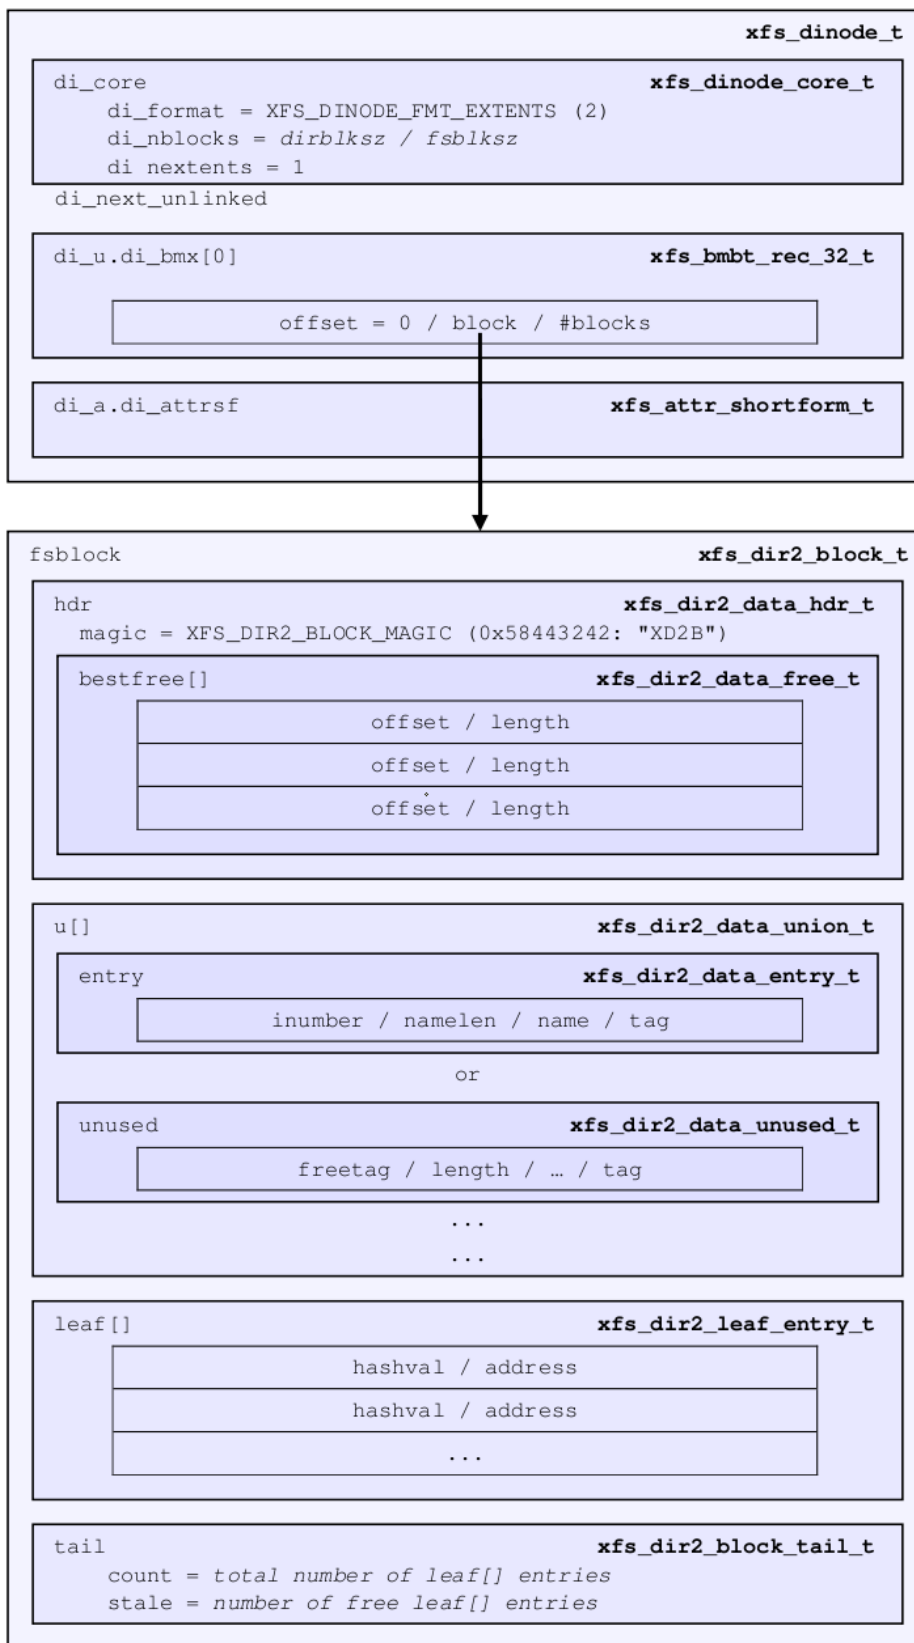 xfs_dinode_t
di_core xfs_dinode_core_t
di_format = XFS_DINODE_FMT_EXTENTS (2)
di_nblocks = dirblksz / fsblksz
di nextents = 1
di_next_unlinked
di_u.di_bmx[0] xfs_bmbt_rec_32_t
offset = 0 / block / #blocks
di_a.di_attrsf xfs_attr_shortform_t
fsblock xfs_dir2_block_t
hdr xfs_dir2_data_hdr_t
magic = XFS_DIR2_BLOCK_MAGIC (0x58443242: "XD2B")
bestfree[] xfs_dir2_data_free_t
offset / length
offset / length
offset / length
u[] xfs_dir2_data_union_t
entry xfs_dir2_data_entry_t
inumber / namelen / name / tag
or
unused xfs_dir2_data_unused_t
freetag / length / … / tag
...
...
leaf[] xfs_dir2_leaf_entry_t
hashval / address
hashval / address
...
tail xfs_dir2_block_tail_t
count = total number of leaf[] entries
stale = number of free leaf[] entries